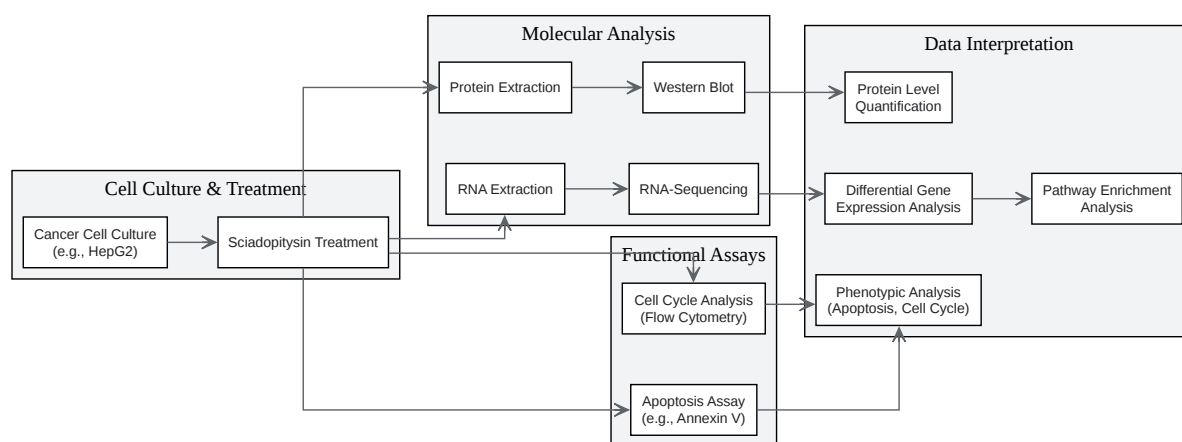 Cell Culture & Treatment
Cancer Cell Culture
(e.g., HepG2)
Sciadopitysin Treatment
Molecular Analysis
Protein Extraction
Western Blot
RNA Extraction
RNA-Sequencing
Functional Assays
Cell Cycle Analysis
(Flow Cytometry)
Apoptosis Assay
(e.g., Annexin V)
Data Interpretation
Protein Level
Quantification
Differential Gene
Expression Analysis
Pathway Enrichment
Analysis
Phenotypic Analysis
(Apoptosis, Cell Cycle)